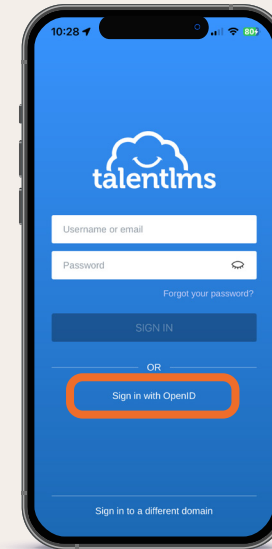 10:28
80
talentlms
Username or email
Password
Forgot your password?
SIGN IN
OR
Sign in with OpenID
Sign in to a different domain